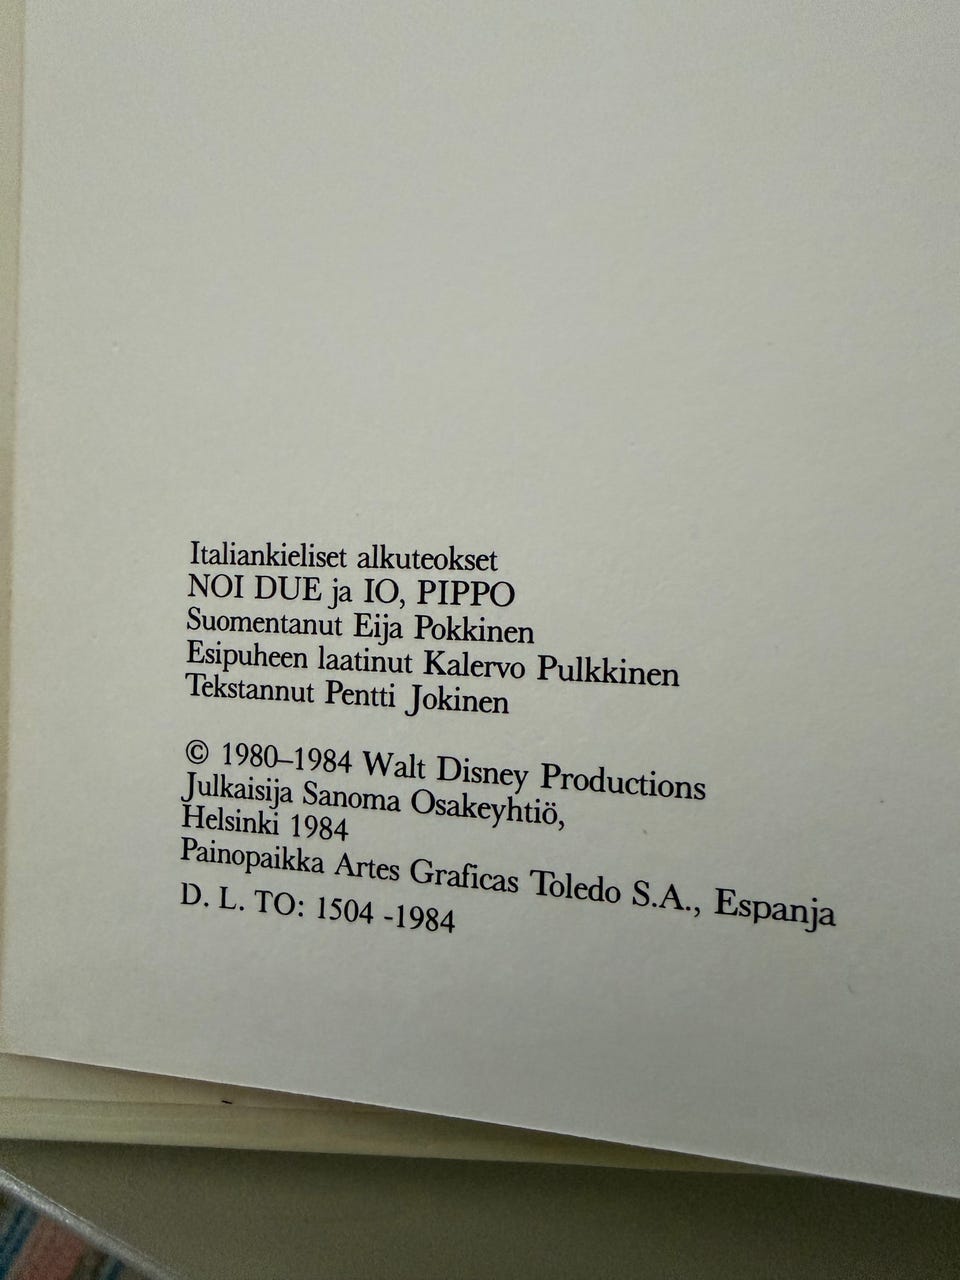 Italiankieliset alkuteokset
NOI DUE ja IO, PIPPO
Suomentanut Eija Pokkinen
Esipuheen laatinut Kalervo Pulkkinen
Tekstannut Pentti Jokinen
© 1980–1984 Walt Disney Productions
Julkaisija Sanoma Osakeyhtiö,
Helsinki 1984
Painopaikka Artes Graficas Toledo S.A., Espanja
D. L. TO: 1504 -1984